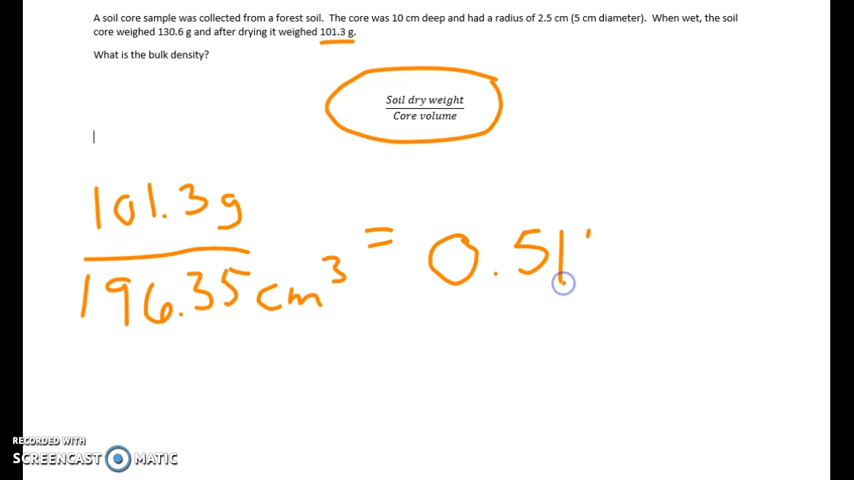 A soil core sample was collected from a forest soil. The core was 10 cm deep and had a radius of 2.5 cm (5 cm diameter). When wet, the soil
core weighed 130.6 g and after drying it weighed 101.3 g.
What is the bulk density?
Soil dry weight
Core volume
101.3g
196.35 cm³ = 0.51
RECORDED WITH
SCREENCAST MATIC